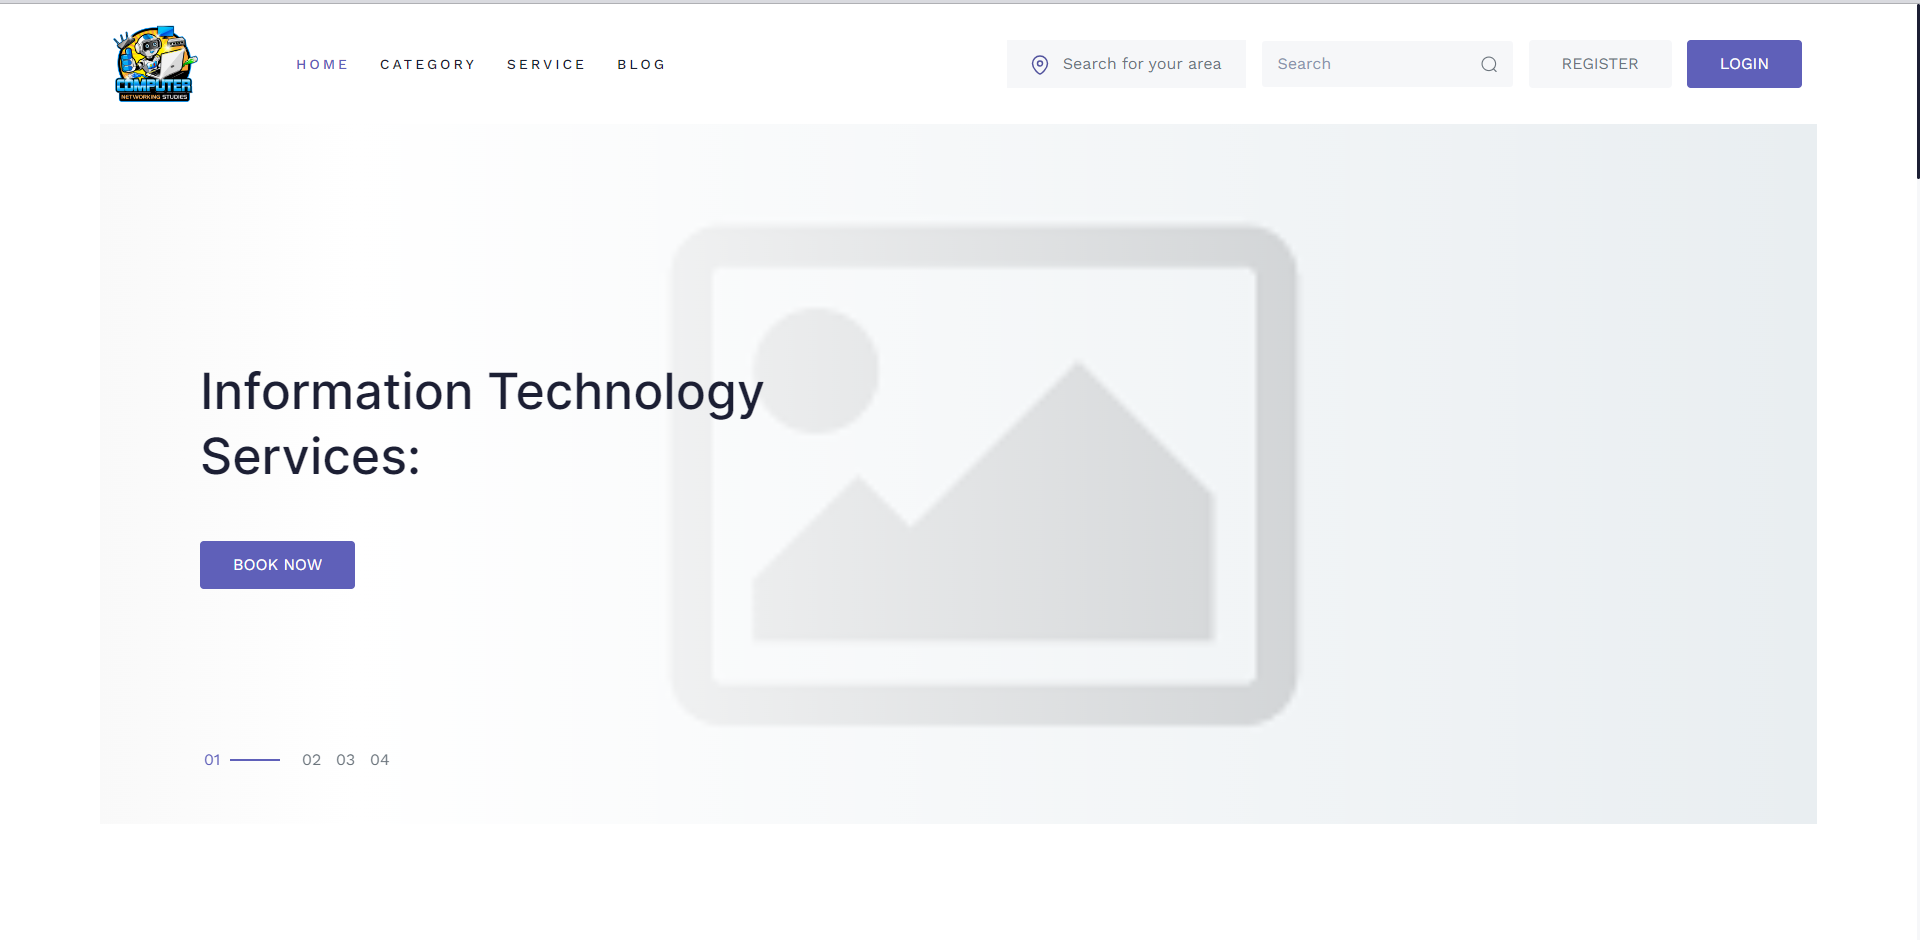 COMPUTER
NETWORKING STUDIES
HOME CATEGORY SERVICE BLOG
Search for your area
Search
REGISTER
LOGIN
Information Technology
Services:
BOOK NOW
01 02 03 04